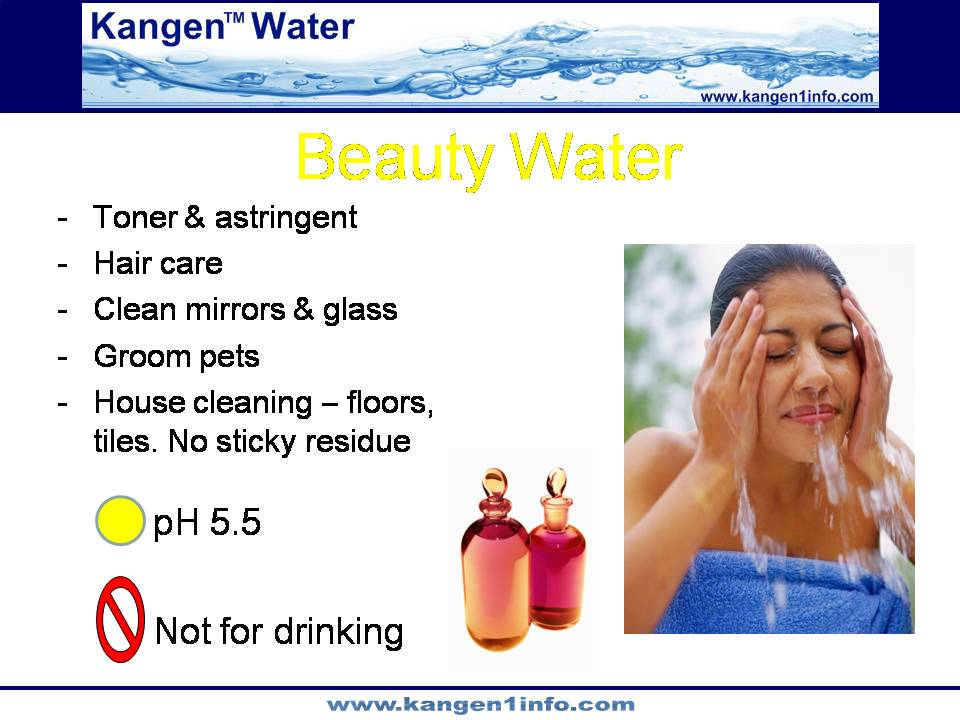 Kangen™ Water
www.kangen1info.com
Beauty Water
- Toner & astringent
- Hair care
- Clean mirrors & glass
- Groom pets
- House cleaning – floors,
tiles. No sticky residue
pH 5.5
Not for drinking
www.kangen1info.com